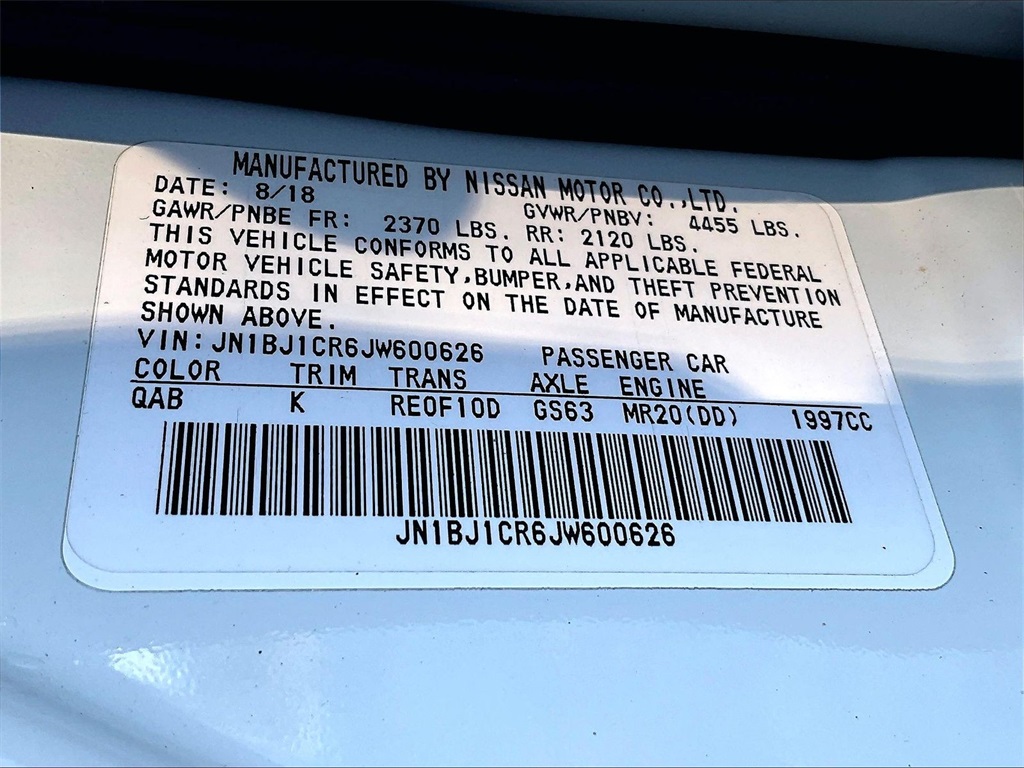 MANUFACTURED BY NISSAN MOTOR CO.,LTD.
DATE: 8/18 GVWR/PNBV: 4455 LBS.
GAWR/PNBE FR: 2370 LBS. RR: 2120 LBS.
THIS VEHICLE CONFORMS TO ALL APPLICABLE FEDERAL
MOTOR VEHICLE SAFETY,BUMPER,AND THEFT PREVENTION
STANDARDS IN EFFECT ON THE DATE OF MANUFACTURE
SHOWN ABOVE.
VIN:JN1BJ1CR6JW600626 PASSENGER CAR
COLOR TRIM TRANS AXLE ENGINE
QAB K RE0F10D GS63 MR20(DD) 1997CC
JN1BJ1CR6JW600626